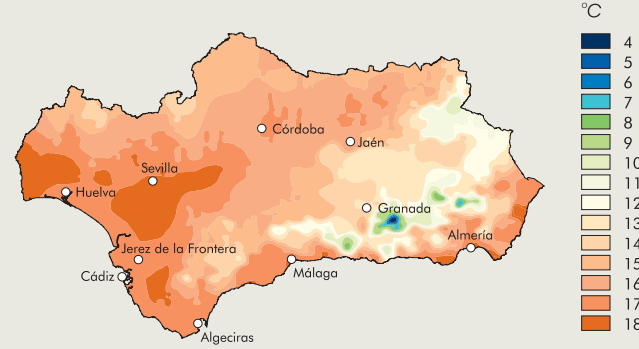 °C
4
5
6
7
8
9
10
11
12
13
14
15
16
17
18
Córdoba
Jaén
Sevilla
Huelva
Granada
Almería
Jerez de la Frontera
Cádiz
Málaga
Algeciras